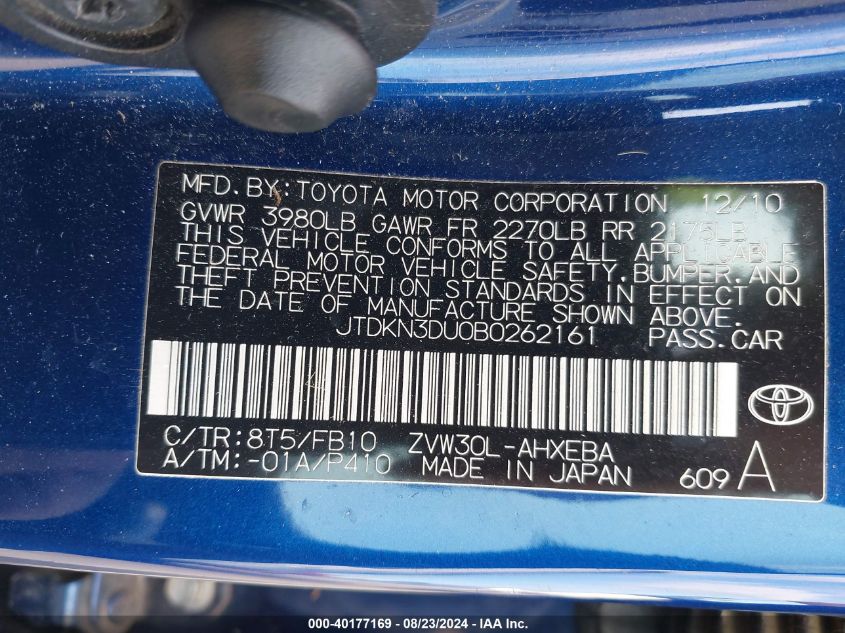 MFD. BY: TOYOTA MOTOR CORPORATION 12/10
GVWR 3980LB GAWR FR 2270LB RR 2175LB
THIS VEHICLE CONFORMS TO ALL APPLICABLE
FEDERAL MOTOR VEHICLE SAFETY, BUMPER, AND
THEFT PREVENTION STANDARDS IN EFFECT ON
THE DATE OF MANUFACTURE SHOWN ABOVE.
JTDKN3DU0B0262161 PASS. CAR
C/TR: 8T5/FB10 ZVW30L-AHXEBA
A/TM: -01A/P410 MADE IN JAPAN 609 A
000-40177169 - 08/23/2024 - IAA Inc.